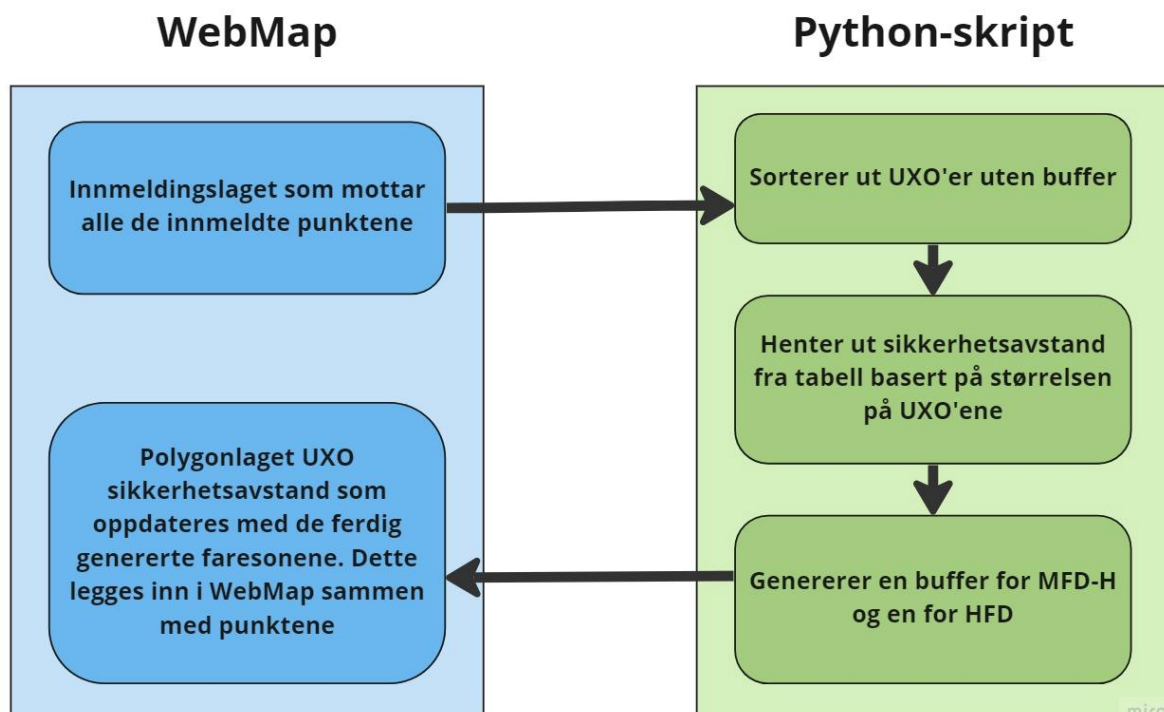 WebMap
Innmeldingslaget som mottar
alle de innmeldte punktene
Polygonlaget UXO
sikkerhetsavstand som
oppdateres med de ferdig
genererte faresonene. Dette
legges inn i WebMap sammen
med punktene
Python-skript
Sorterer ut UXO'er uten buffer
Henter ut sikkerhetsavstand
fra tabell basert på størrelsen
på UXO'ene
Genererer en buffer for MFD-H
og en for HFD
miro